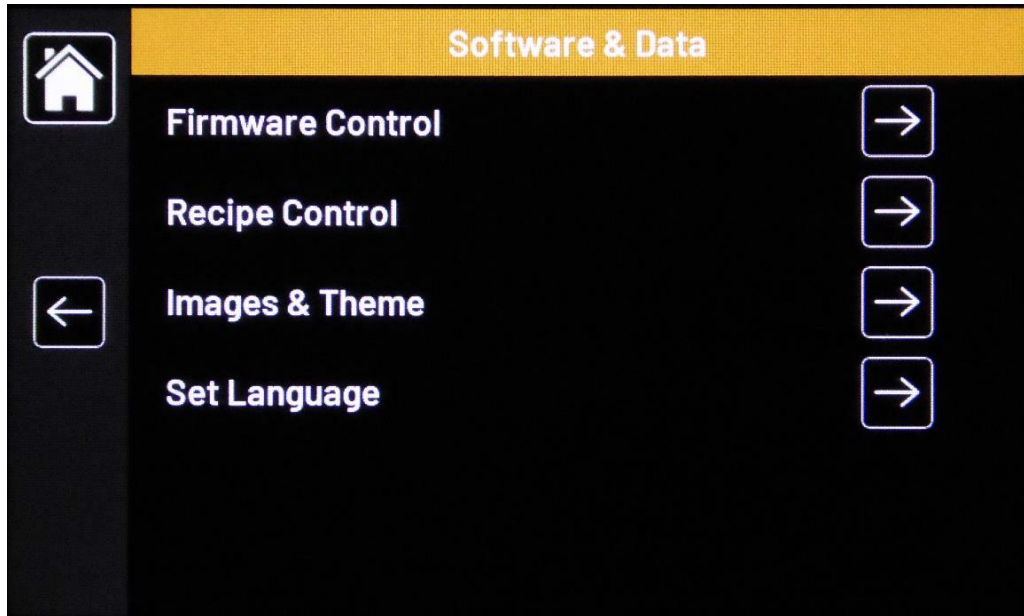 Software & Data
Firmware Control
Recipe Control
Images & Theme
Set Language